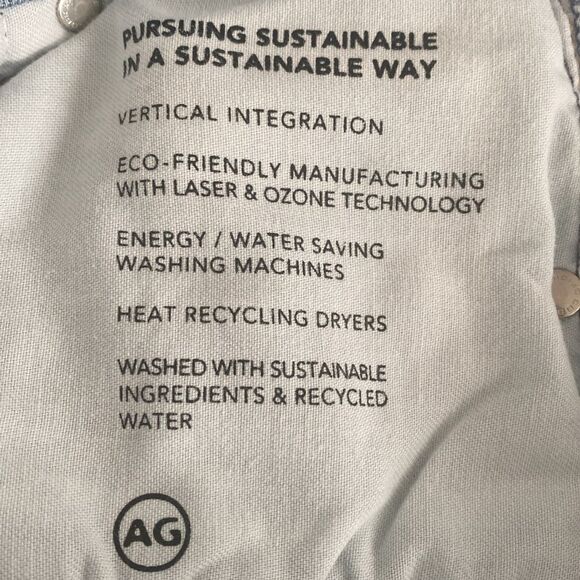 PURSUING SUSTAINABLE
IN A SUSTAINABLE WAY
VERTICAL INTEGRATION
ECO-FRIENDLY MANUFACTURING
WITH LASER & OZONE TECHNOLOGY
ENERGY / WATER SAVING
WASHING MACHINES
HEAT RECYCLING DRYERS
WASHED WITH SUSTAINABLE
INGREDIENTS & RECYCLED
WATER
AG